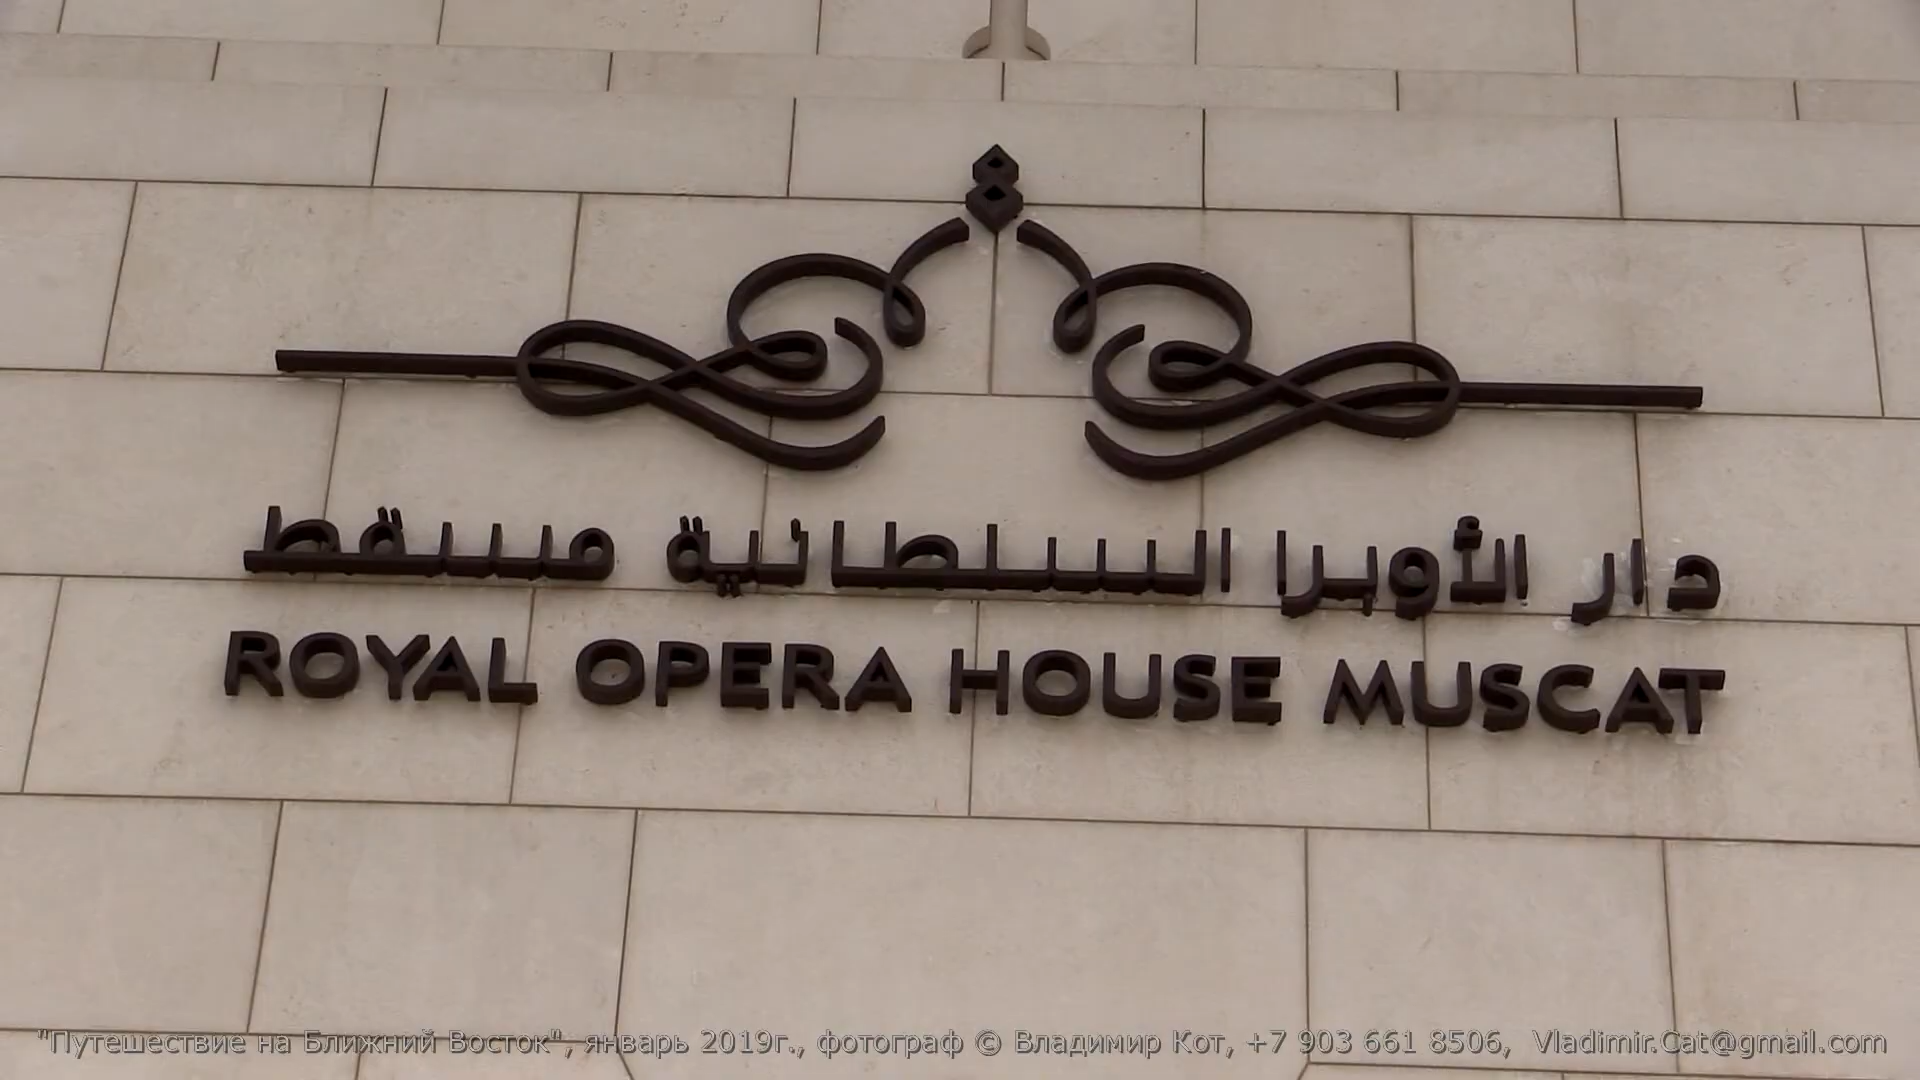 دار الأوبرا السلطانية مسقط
ROYAL OPERA HOUSE MUSCAT
"Путешествие на Ближний Восток", январь 2019г., фотограф © Владимир Кот, +7 903 661 8506, Vladimir.Cat@gmail.com